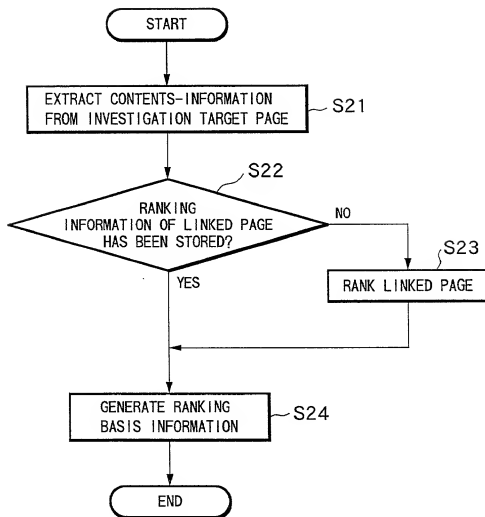 START
EXTRACT CONTENTS-INFORMATION
FROM INVESTIGATION TARGET PAGE
S21
S22
RANKING
INFORMATION OF LINKED PAGE
HAS BEEN STORED?
NO
YES
S23
RANK LINKED PAGE
GENERATE RANKING
BASIS INFORMATION
S24
END